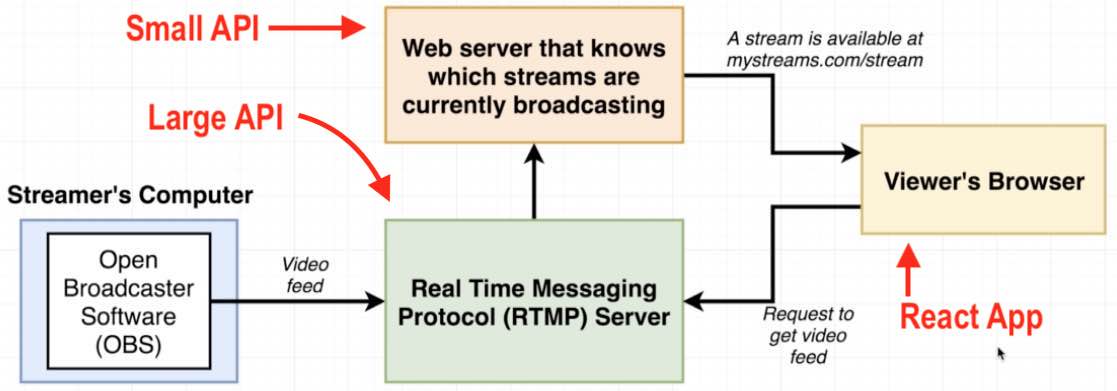 Small API
Web server that knows
which streams are
currently broadcasting
A stream is available at
mystreams.com/stream
Large API
Viewer's Browser
Streamer's Computer
Open
Broadcaster
Software
(OBS)
Video
feed
Real Time Messaging
Protocol (RTMP) Server
Request to
get video
feed
React App